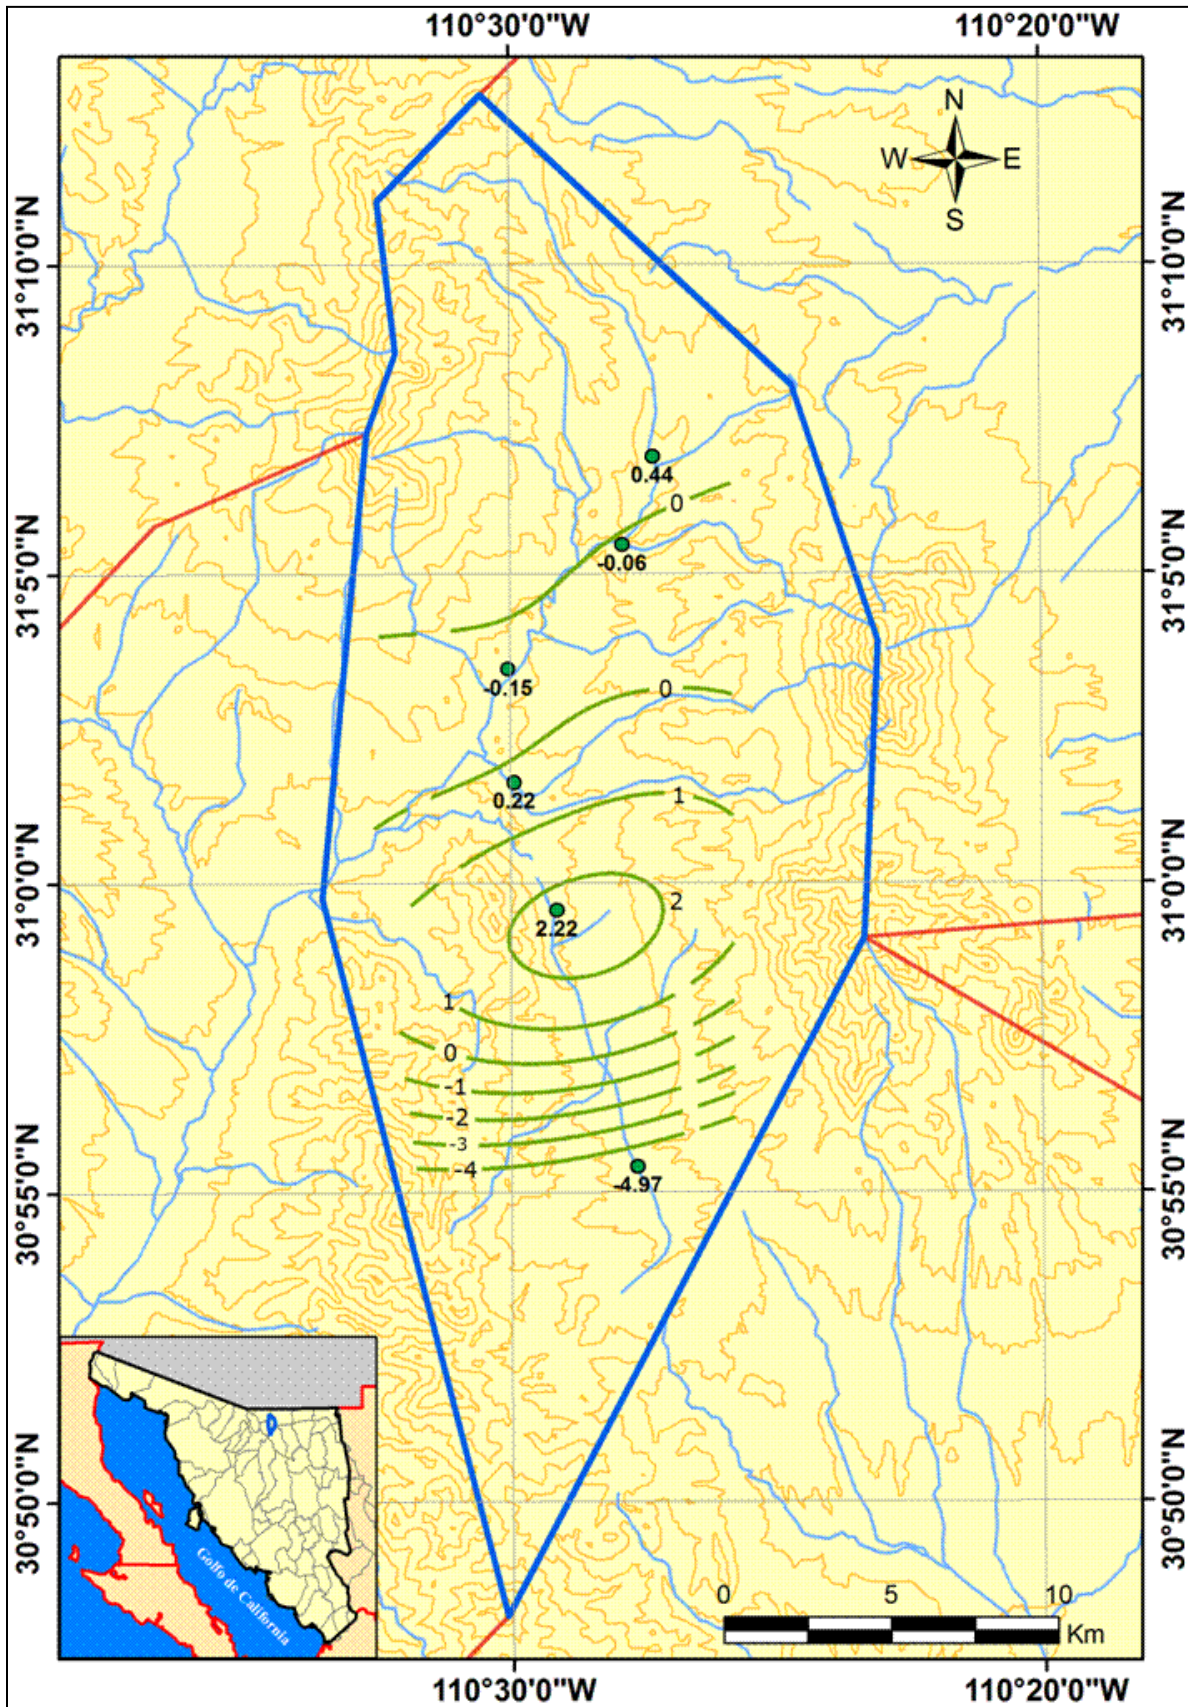 110°30'0"W 110°20'0"W
N
W E
S
31°10'0"N 31°10'0"N
0.44
0
-0.06
31°5'0"N 31°5'0"N
-0.15
0
0.22
1
31°0'0"N 31°0'0"N
2
2.22
1
0
-1
-2
-3
-4
-4.97
30°55'0"N 30°55'0"N
30°50'0"N 30°50'0"N
Golfo de California
0 5 10
Km
110°30'0"W 110°20'0"W